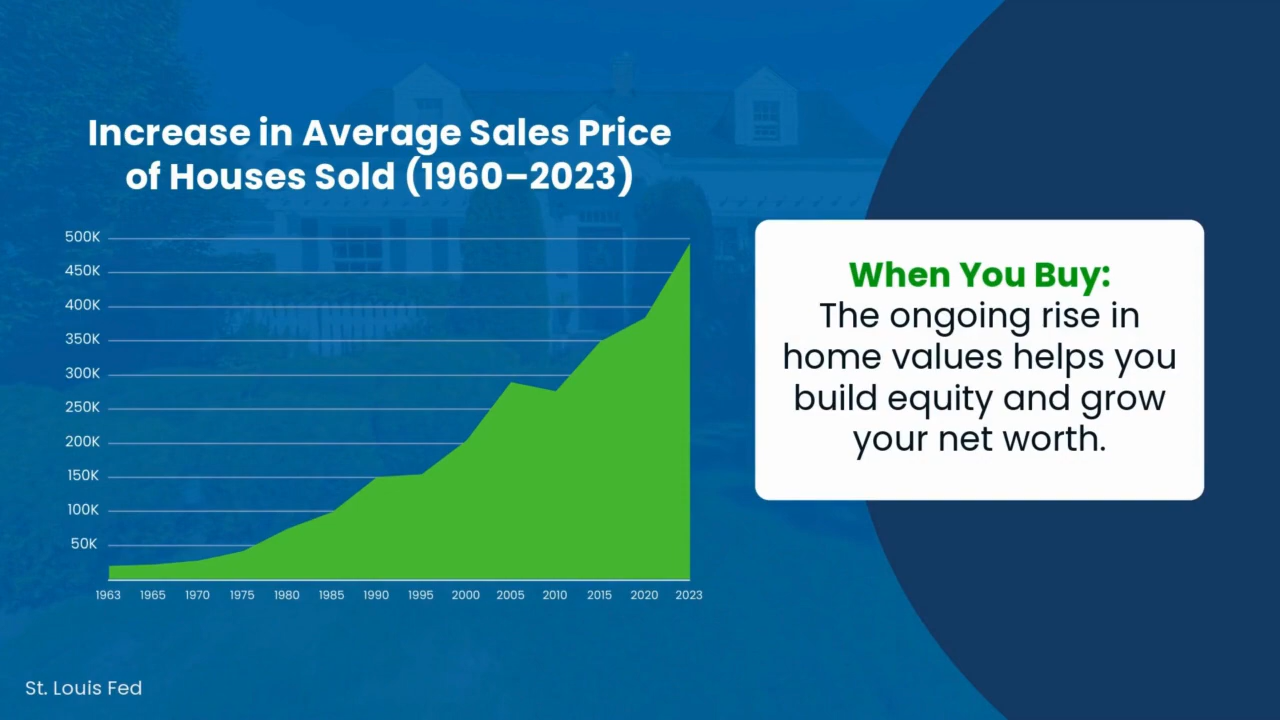 Increase in Average Sales Price
of Houses Sold (1960–2023)
500K
450K
400K
350K
300K
250K
200K
150K
100K
50K
1963 1965 1970 1975 1980 1985 1990 1995 2000 2005 2010 2015 2020 2023
When You Buy:
The ongoing rise in
home values helps you
build equity and grow
your net worth.
St. Louis Fed